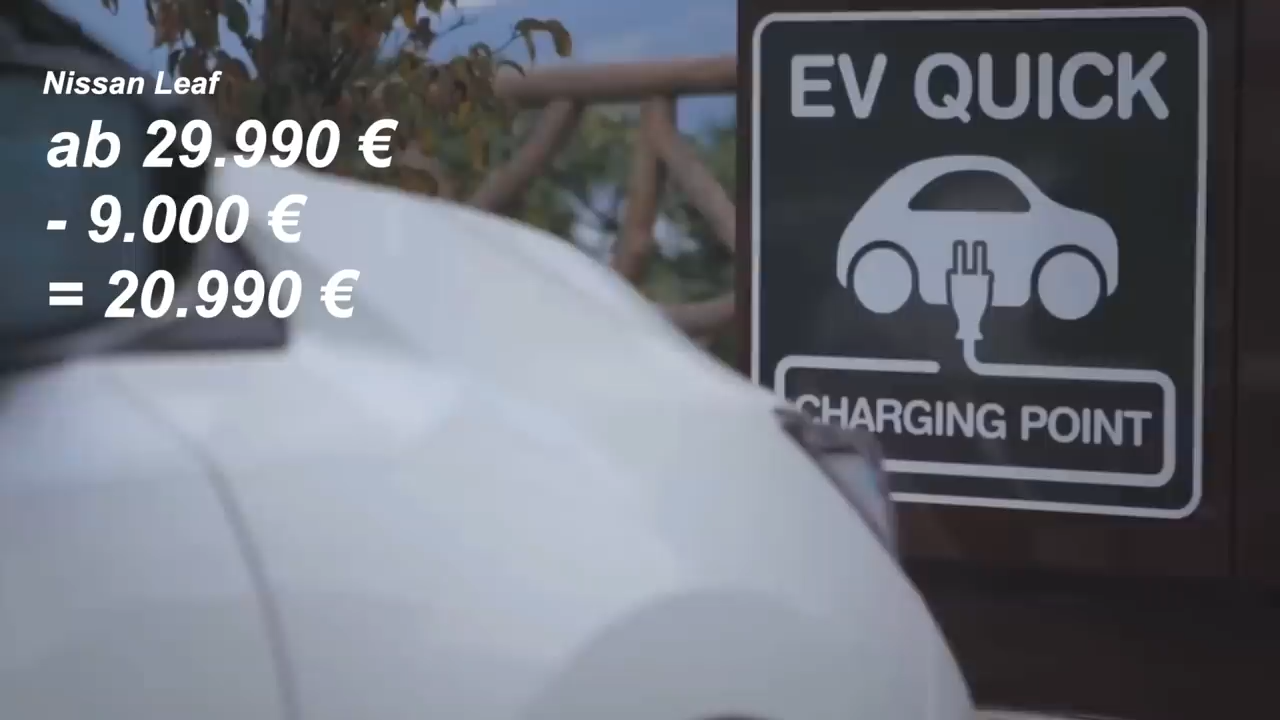 Nissan Leaf
ab 29.990 €
- 9.000 €
= 20.990 €
EV QUICK
CHARGING POINT